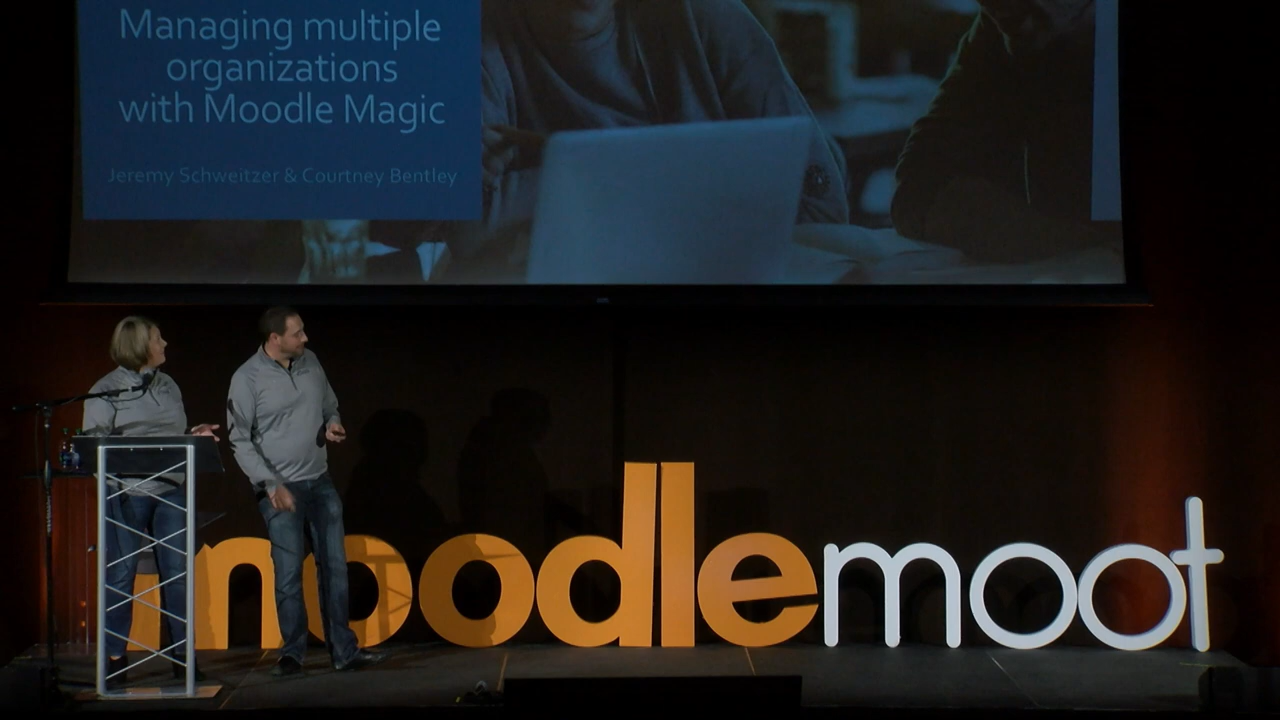 Managing multiple
organizations
with Moodle Magic
Jeremy Schweitzer & Courtney Bentley
moodlemoot